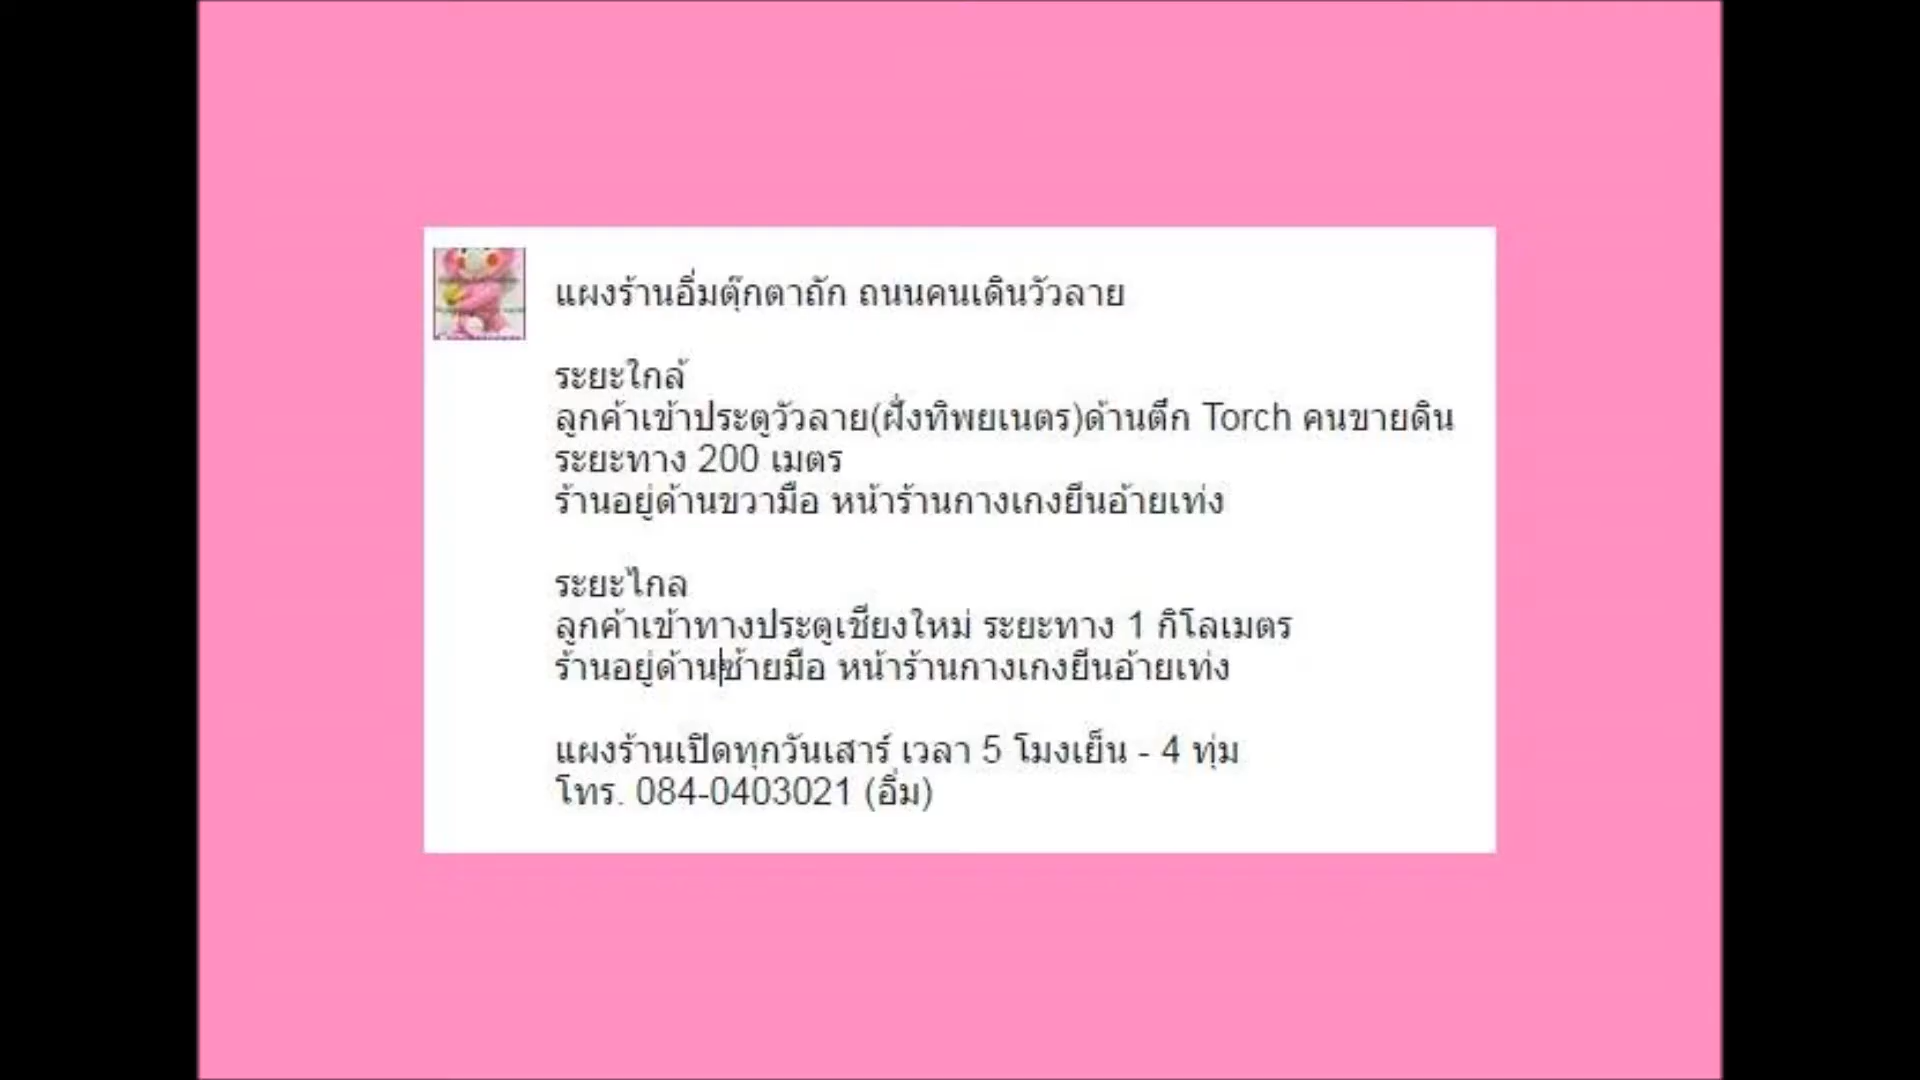 แผงร้านอิ่มตุ๊กตาถัก ถนนคนเดินวัวลาย
ระยะใกล้
ลูกค้าเข้าประตูวัวลาย(ฝั่งทิพยเนตร)ด้านตึก Torch คนขายดิน
ระยะทาง 200 เมตร
ร้านอยู่ด้านขวามือ หน้าร้านกางเกงยีนอ้ายเท่ง
ระยะไกล
ลูกค้าเข้าทางประตูเชียงใหม่ ระยะทาง 1 กิโลเมตร
ร้านอยู่ด้านซ้ายมือ หน้าร้านกางเกงยีนอ้ายเท่ง
แผงร้านเปิดทุกวันเสาร์ เวลา 5 โมงเย็น - 4 ทุ่ม
โทร. 084-0403021 (อิ่ม)